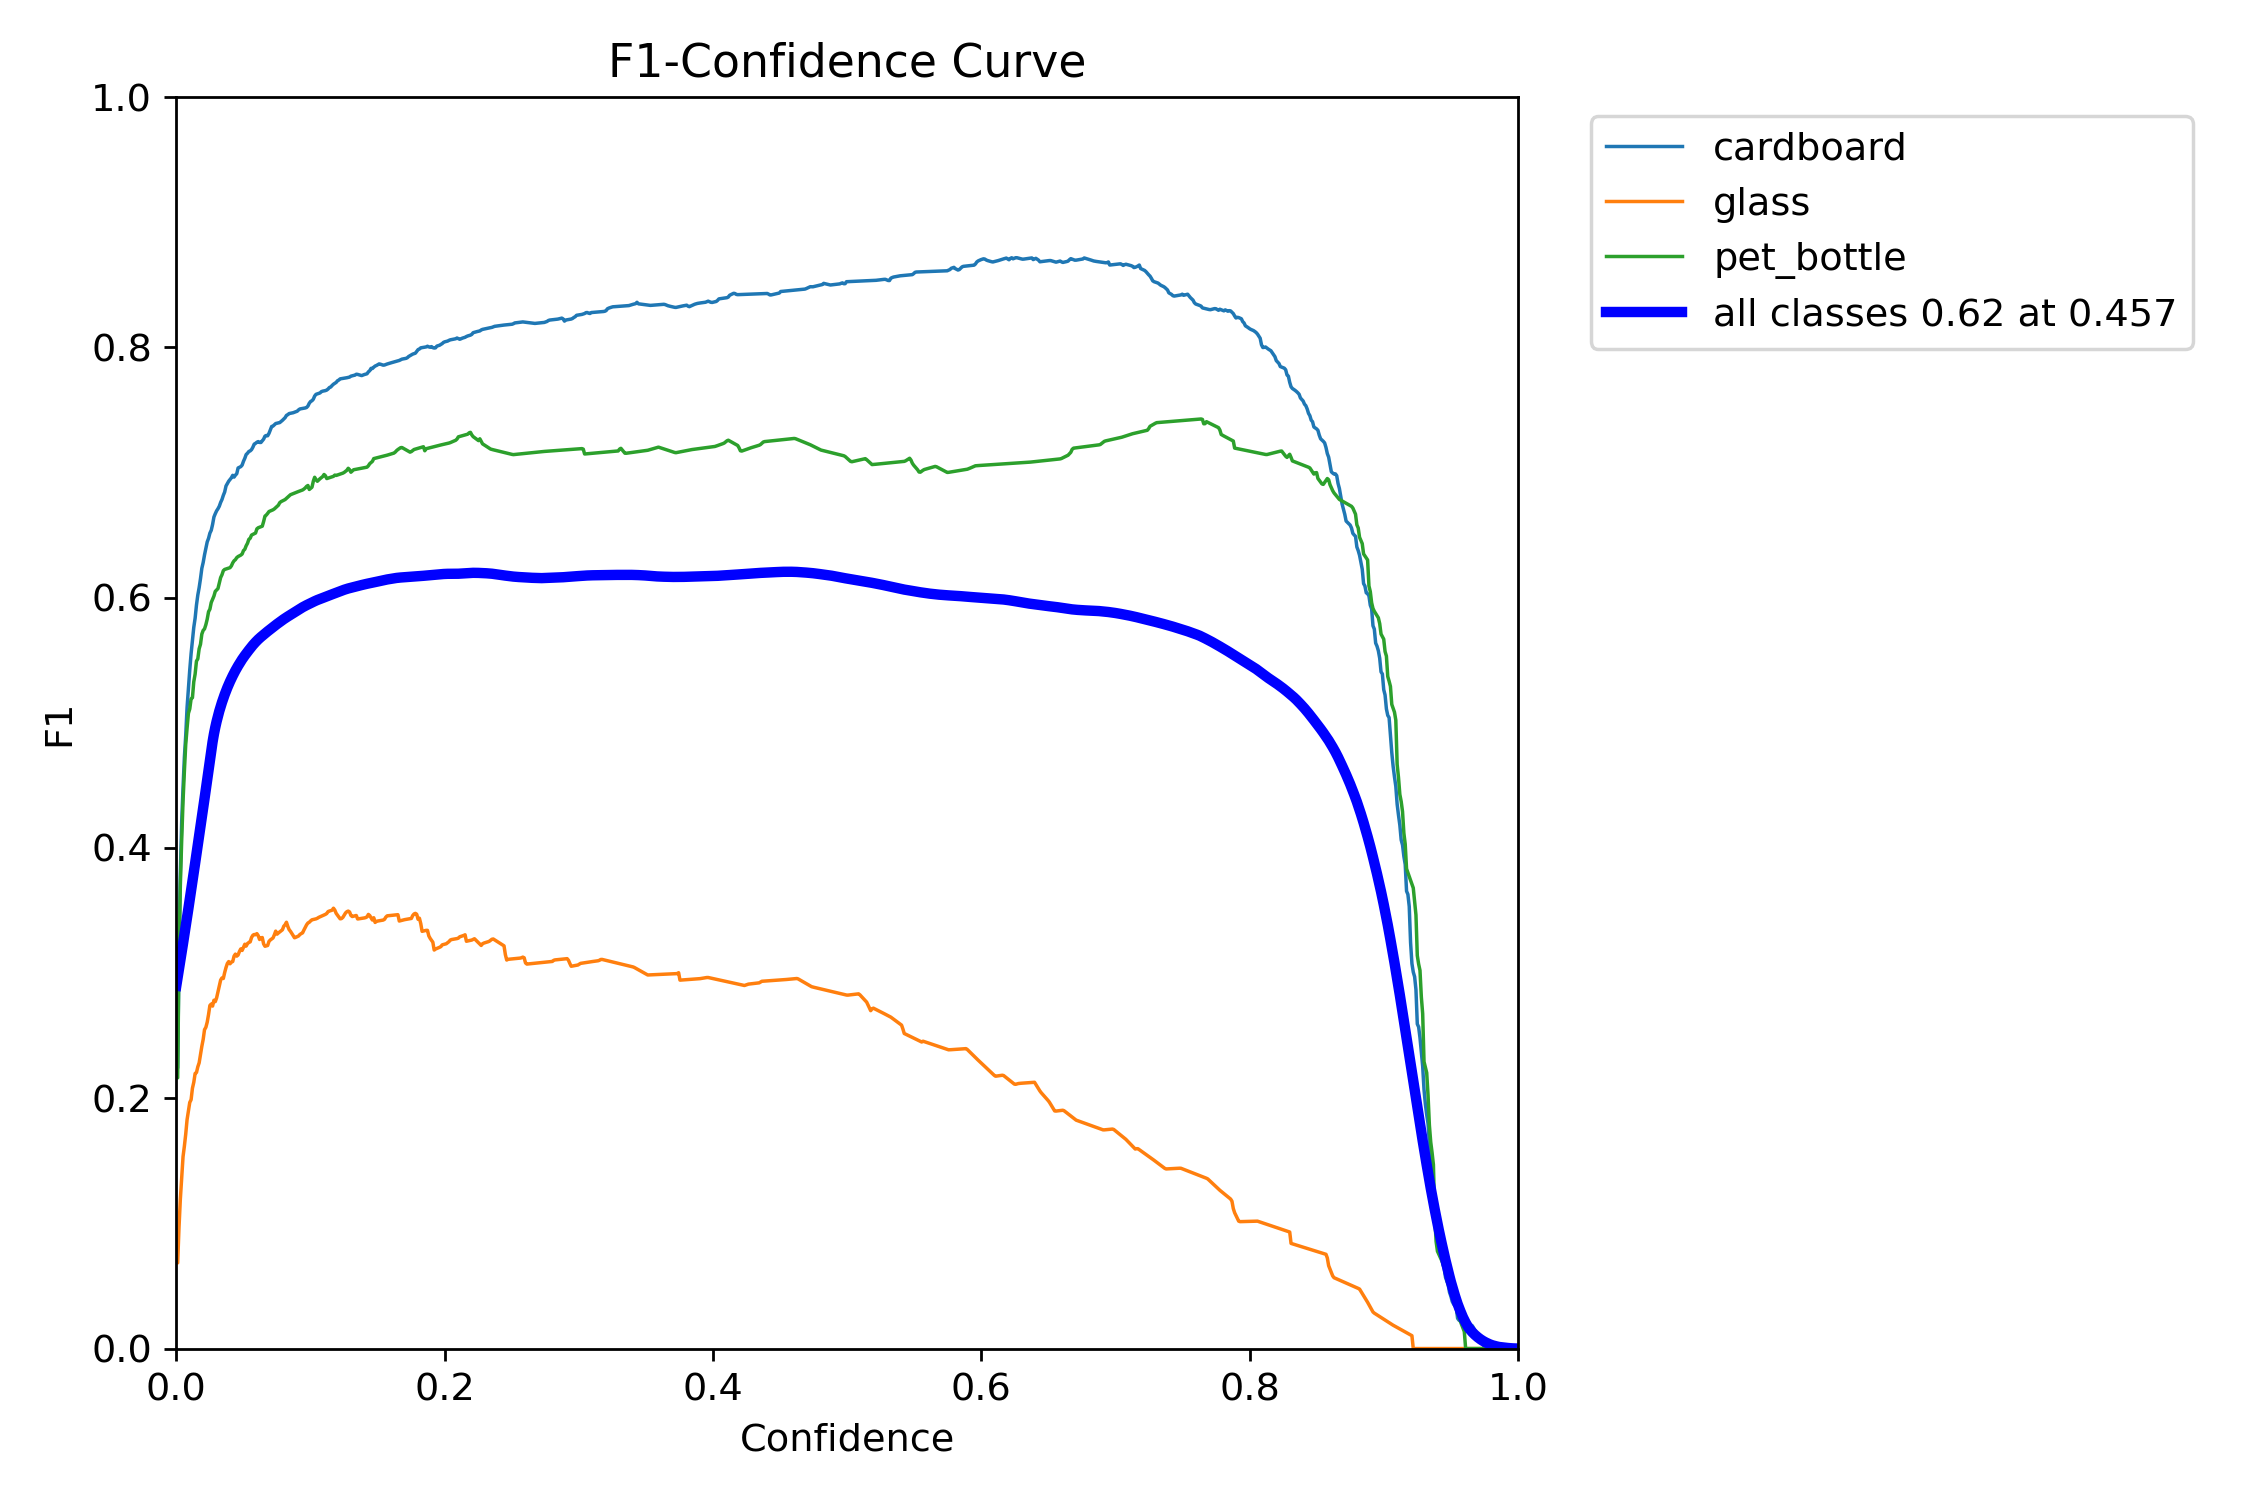 F1-Confidence Curve
cardboard
glass
pet_bottle
all classes 0.62 at 0.457
F1
1.0
0.8
0.6
0.4
0.2
0.0
0.0 0.2 0.4 0.6 0.8 1.0
Confidence